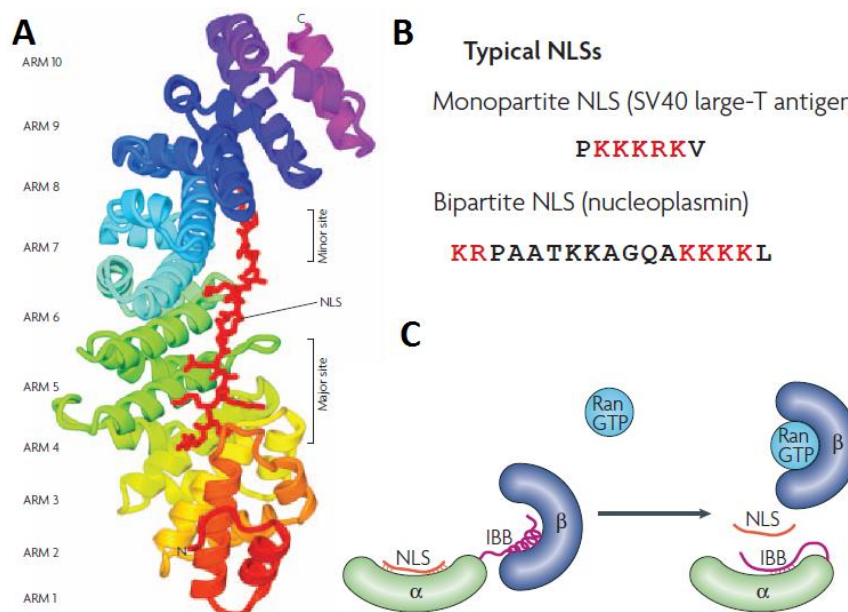 A
C
ARM 10
ARM 9
ARM 8
ARM 7
ARM 6
ARM 5
ARM 4
ARM 3
ARM 2
ARM 1
Minor site
NLS
Major site
N
B
Typical NLSs
Monopartite NLS (SV40 large-T antigen
PKKKRKV
Bipartite NLS (nucleoplasmin)
KRPAATKKAGQAKKKKL
C
Ran
GTP
NLS
α
IBB
β
Ran
GTP
β
NLS
IBB
α